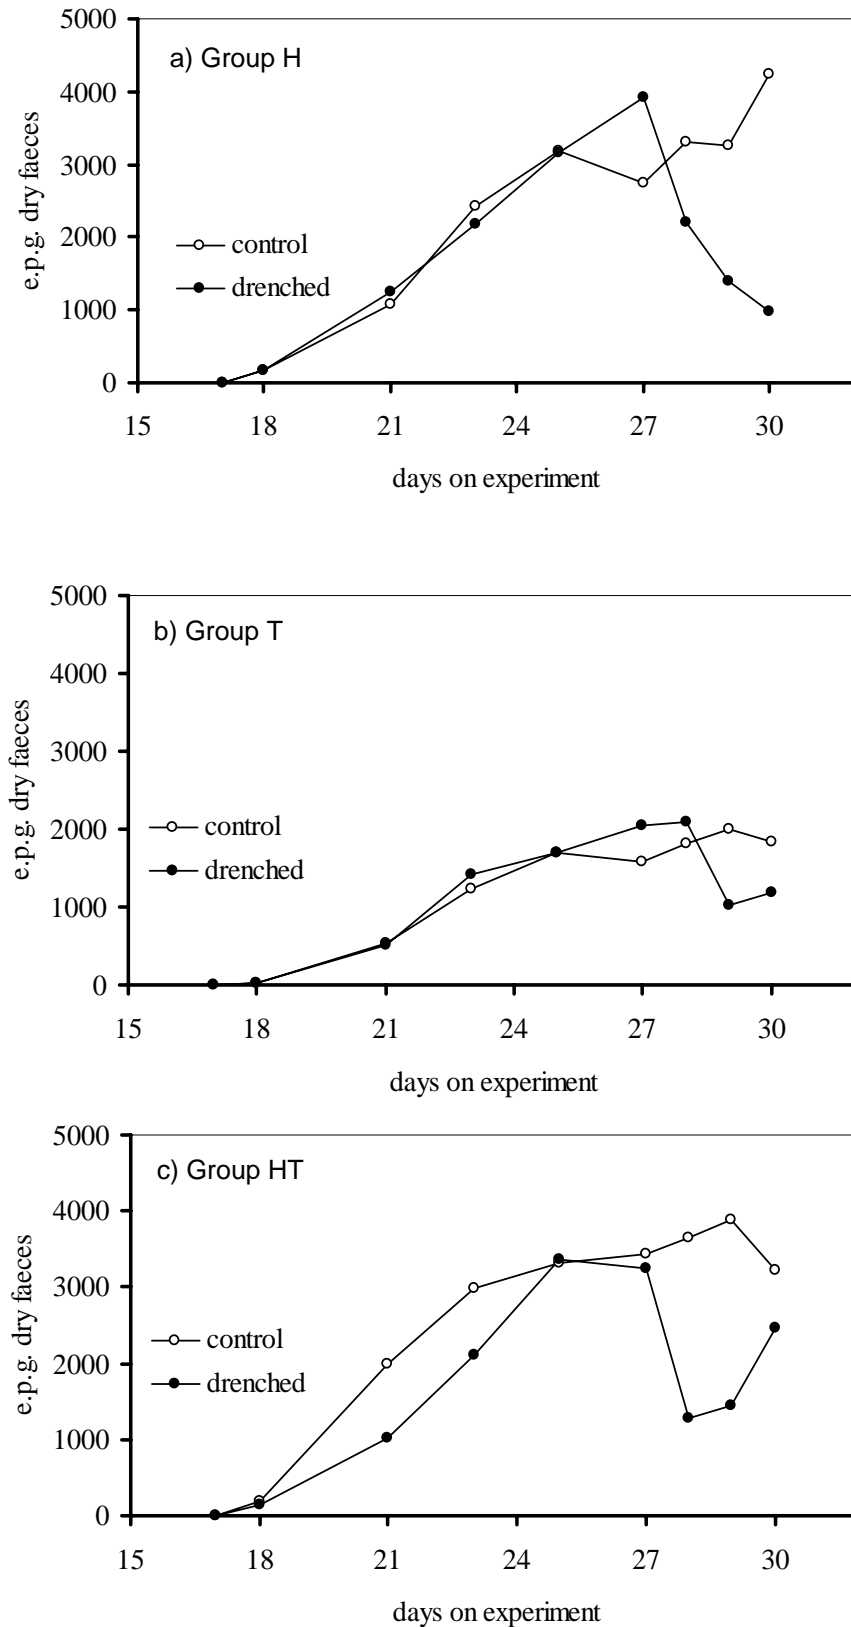 a) Group H
5000
4000
3000
2000
1000
0
e.p.g. dry faeces
control
drenched
15 18 21 24 27 30
days on experiment
b) Group T
5000
4000
3000
2000
1000
0
e.p.g. dry faeces
control
drenched
15 18 21 24 27 30
days on experiment
c) Group HT
5000
4000
3000
2000
1000
0
e.p.g. dry faeces
control
drenched
15 18 21 24 27 30
days on experiment